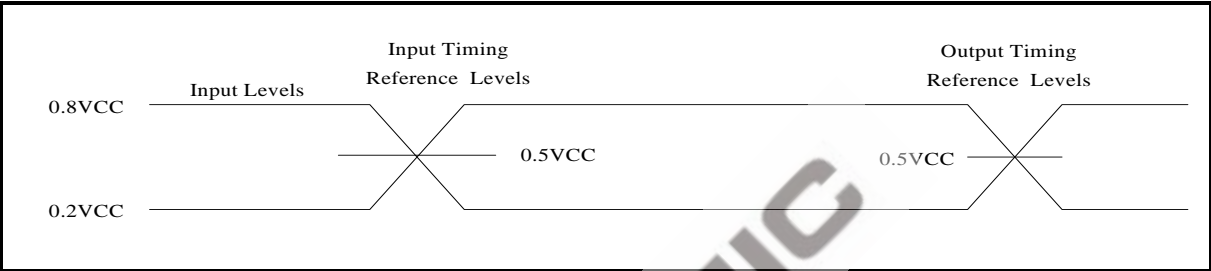 Input Timing
Reference Levels
Output Timing
Reference Levels
Input Levels
0.8VCC
0.5VCC
0.5VCC
0.2VCC